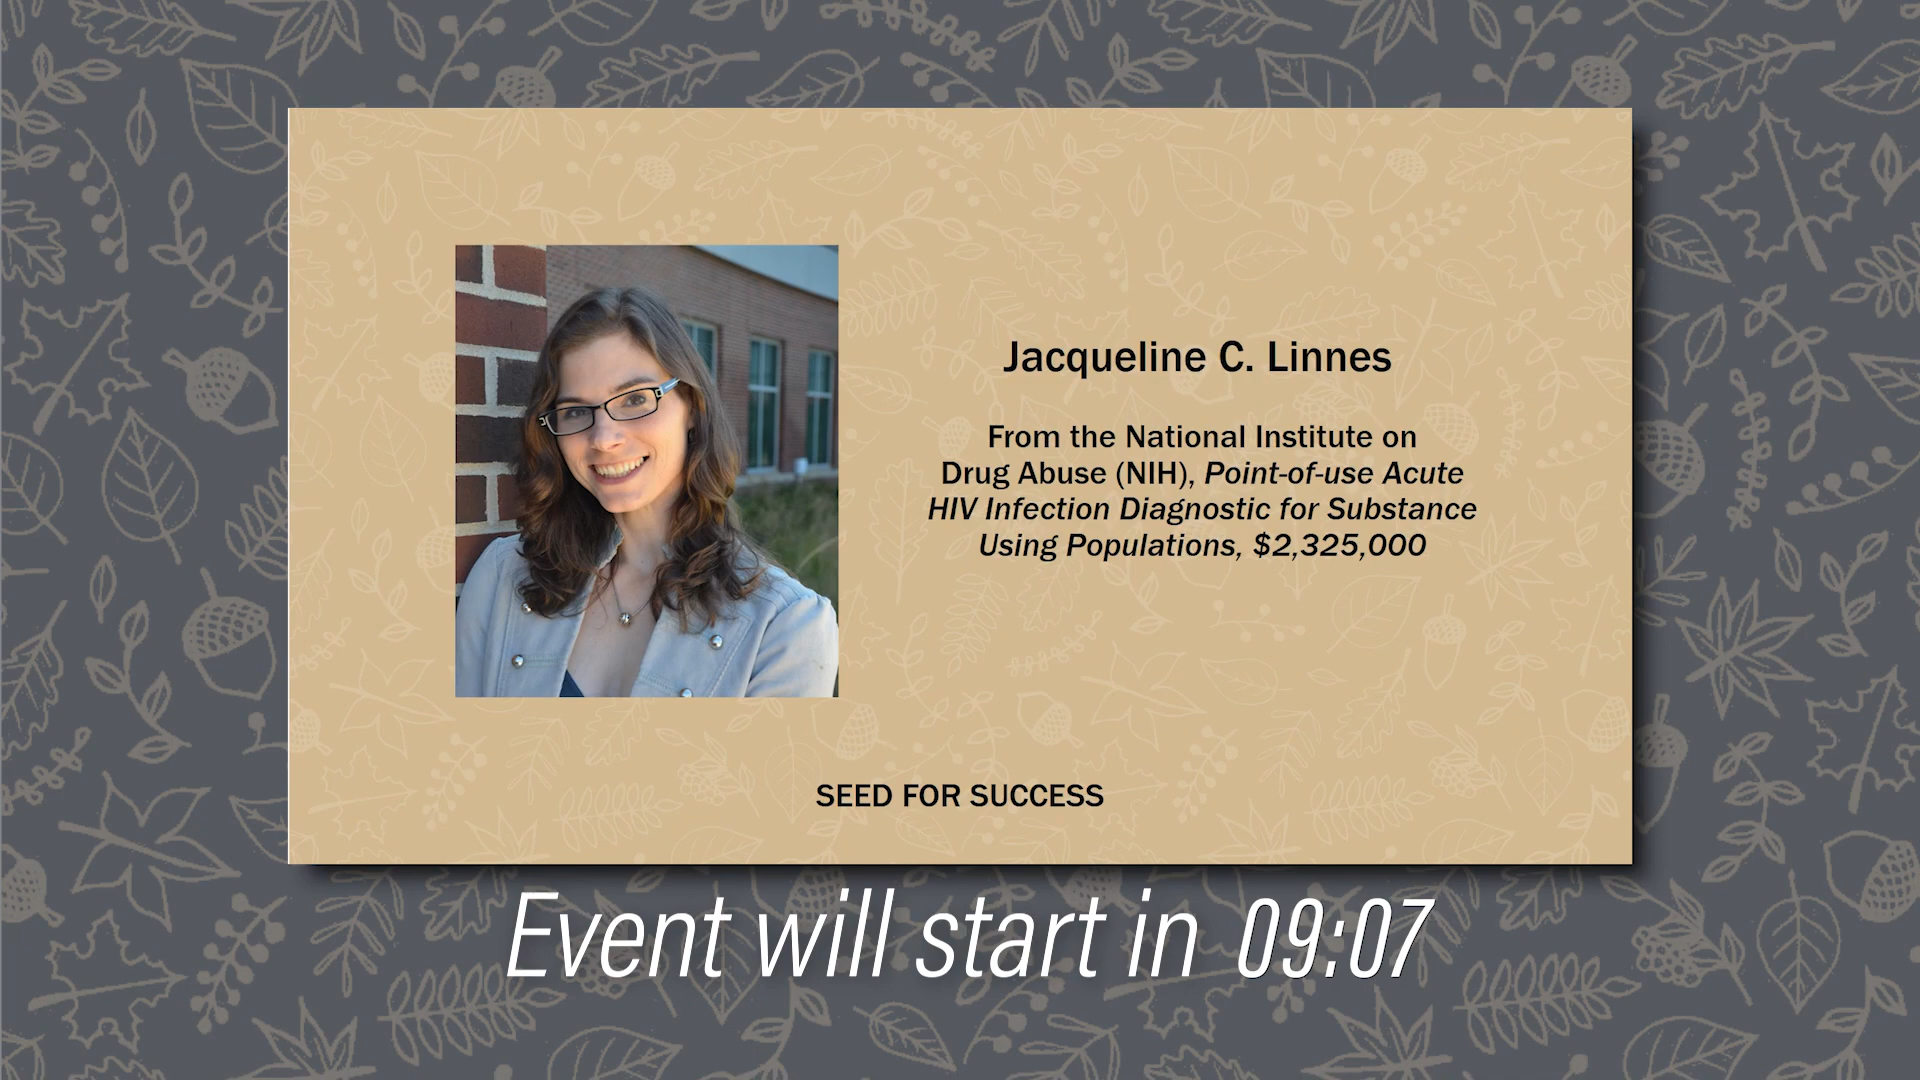 Jacqueline C. Linnes
From the National Institute on
Drug Abuse (NIH), Point-of-use Acute
HIV Infection Diagnostic for Substance
Using Populations, $2,325,000
SEED FOR SUCCESS
Event will start in 09:07